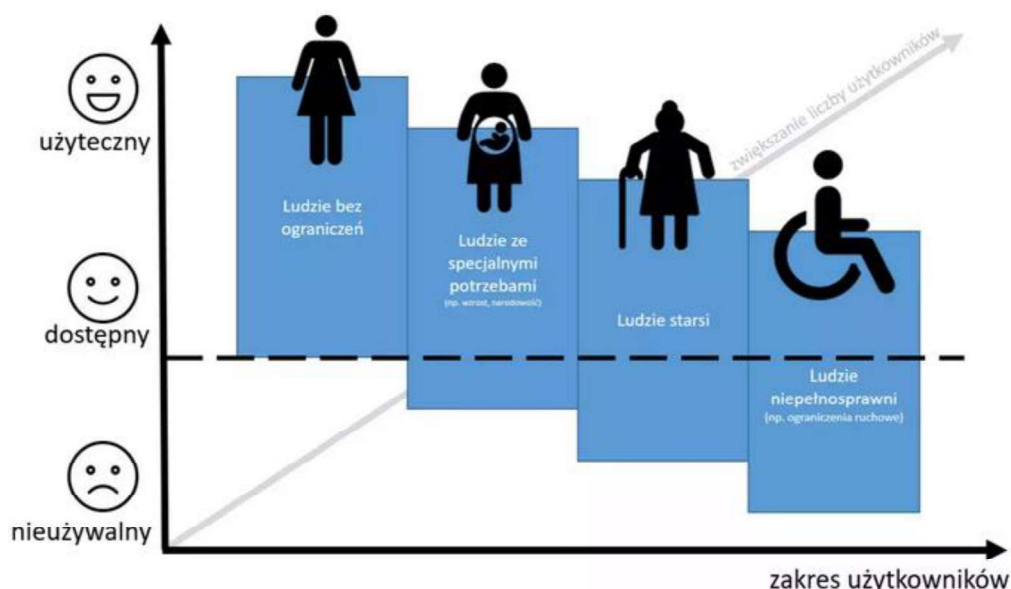 użyteczny
dostępny
nieużywalny
Ludzie bez
ograniczeń
Ludzie ze
specjalnymi
potrzebami
(np. wzrost, narodowość)
Ludzie starsi
Ludzie
niepełnosprawni
(np. ograniczenia ruchowe)
zwiększanie liczby użytkowników
zakres użytkowników